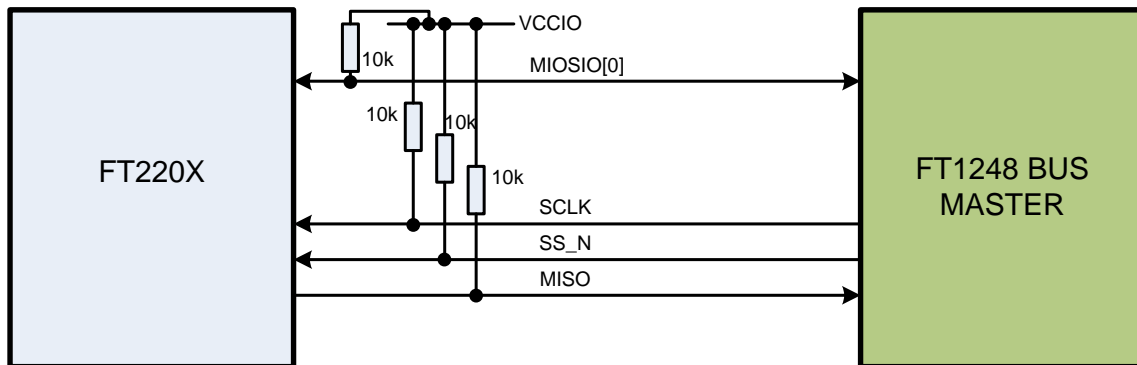 VCCIO
10k
MIOSIO[0]
10k
10k
FT220X
FT1248 BUS
MASTER
10k
SCLK
SS_N
MISO